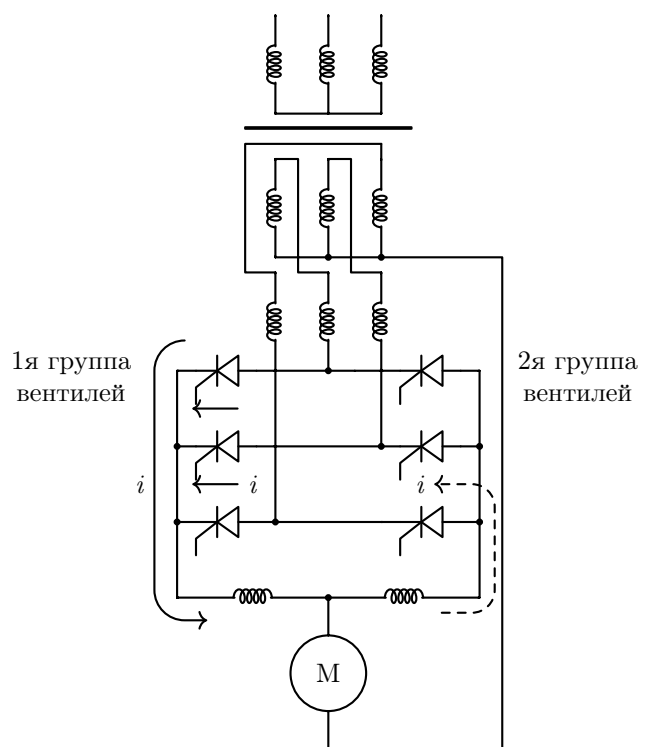 1я группа
вентилей
2я группа
вентилей
i
i
i
М